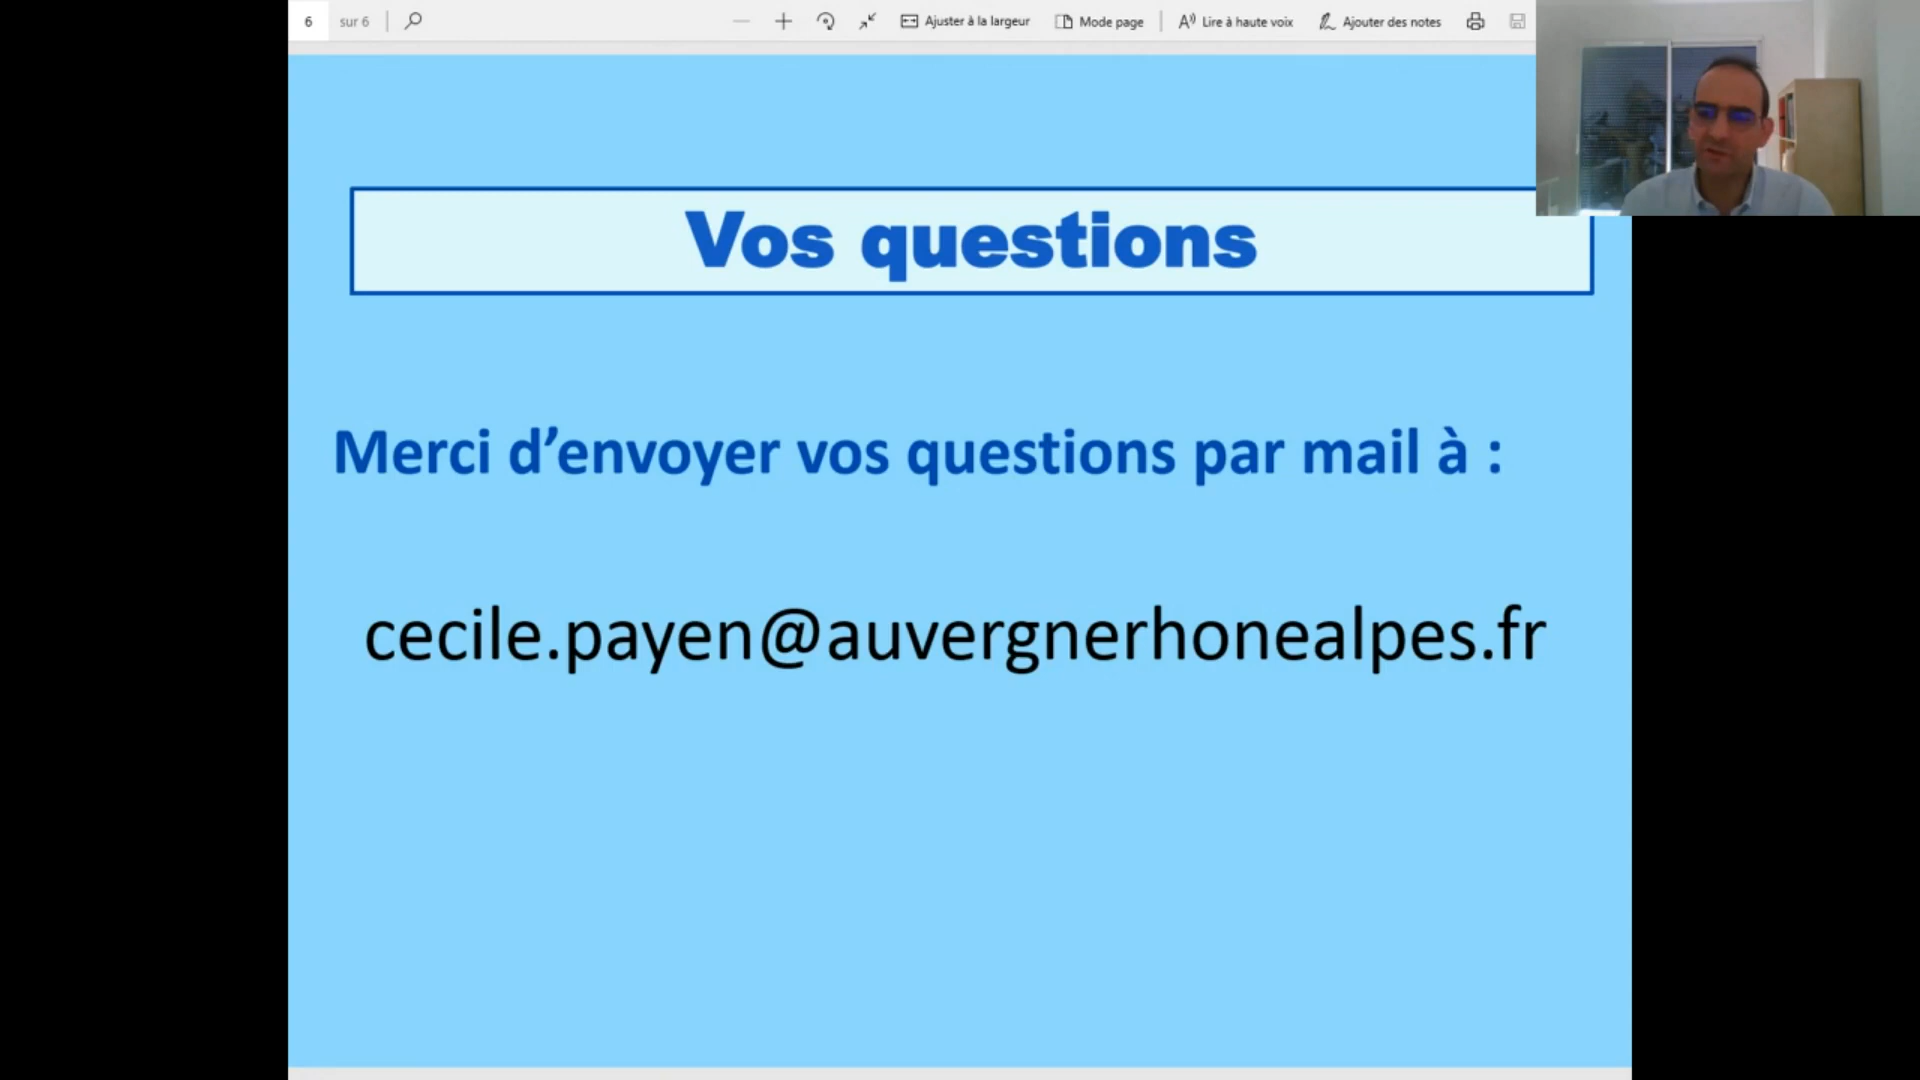 6 sur 6 Ajuster à la largeur Mode page Lire à haute voix Ajouter des notes
Vos questions
Merci d’envoyer vos questions par mail à :
cecile.payen@auvergnerhonealpes.fr